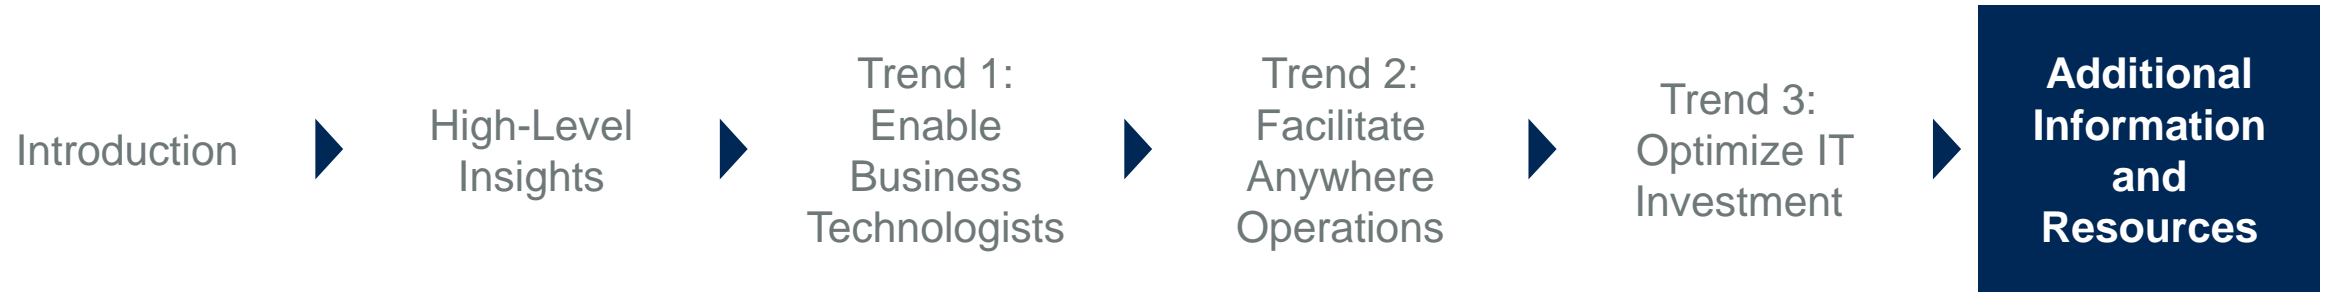 Introduction
High-Level
Insights
Trend 1:
Enable
Business
Technologists
Trend 2:
Facilitate
Anywhere
Operations
Trend 3:
Optimize IT
Investment
Additional
Information
and
Resources